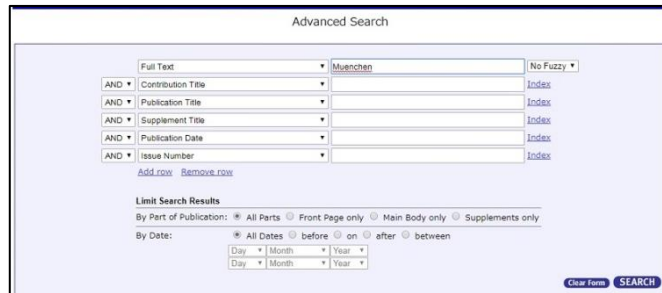 Advanced Search
Full Text Muenchen No Fuzzy
AND Contribution Title Index
AND Publication Title Index
AND Supplement Title Index
AND Publication Date Index
AND Issue Number Index
Add row Remove row
Limit Search Results
By Part of Publication: All Parts Front Page only Main Body only Supplements only
By Date: All Dates before on after between
Day Month Year
Day Month Year
Clear Form SEARCH